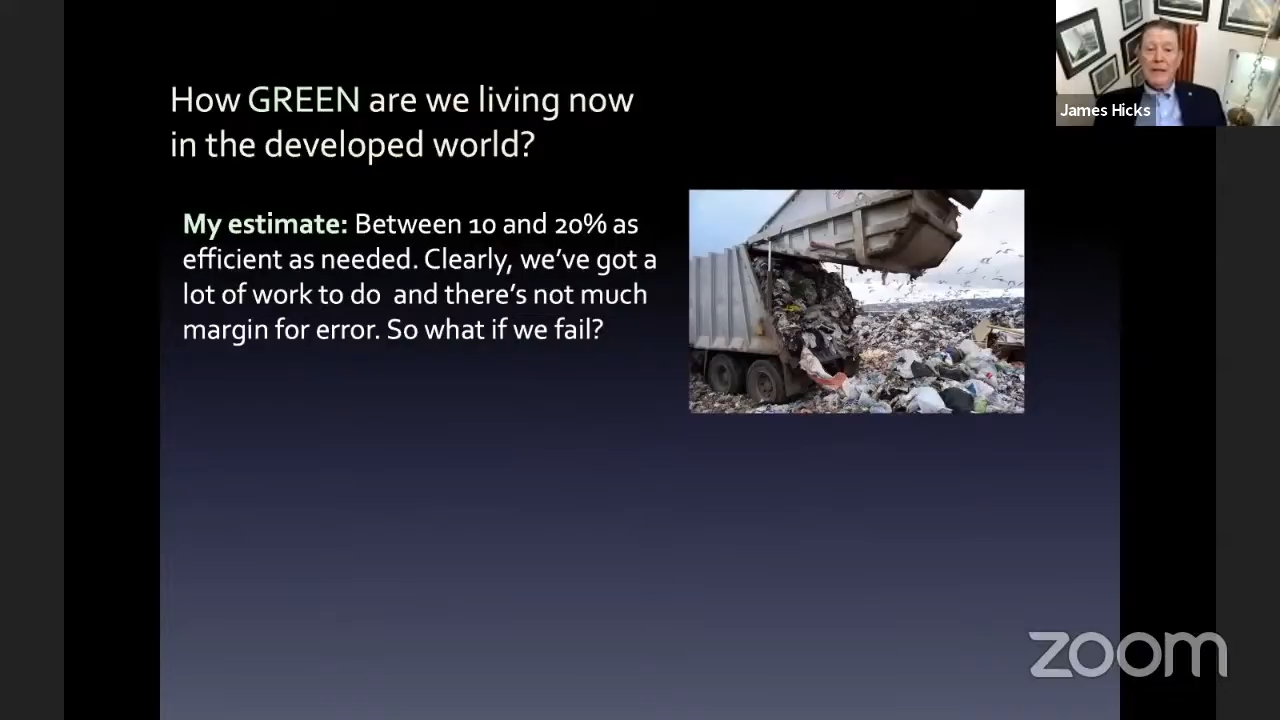 How GREEN are we living now
in the developed world?
My estimate: Between 10 and 20% as
efficient as needed. Clearly, we've got a
lot of work to do  and there's not much
margin for error. So what if we fail?
James Hicks
zoom